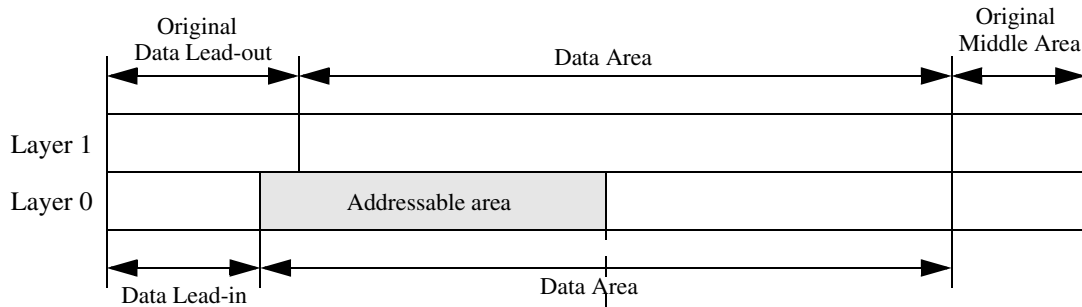 Original
Data Lead-out
Data Area
Original
Middle Area
Layer 1
Layer 0
Addressable area
Data Lead-in
Data Area